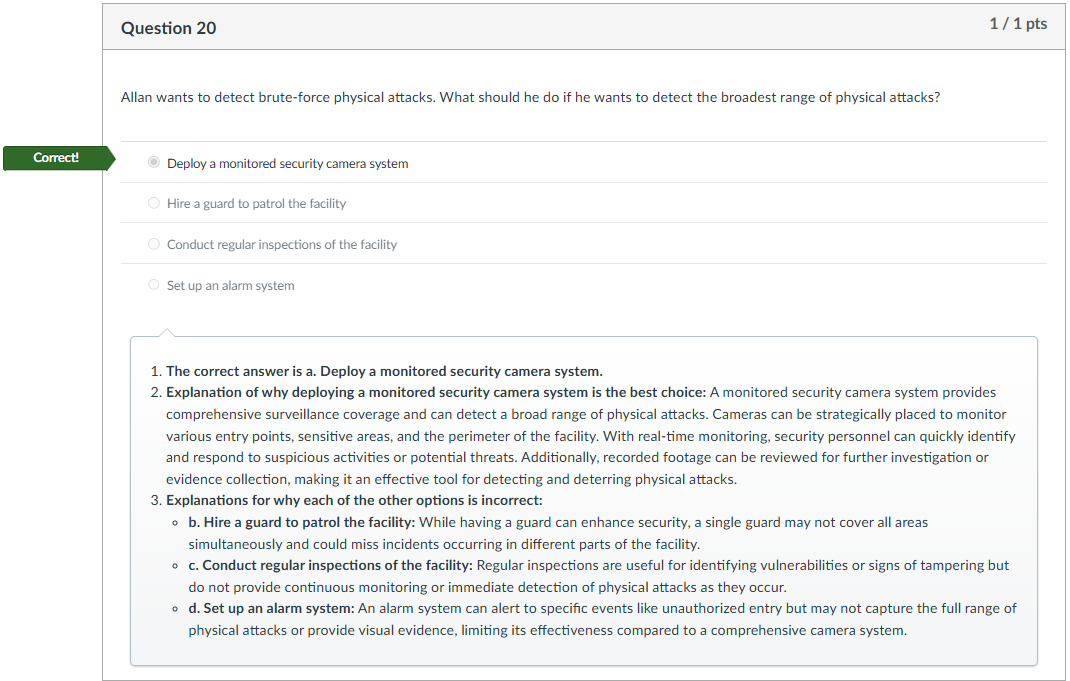 Question 20
1 / 1 pts
Allan wants to detect brute-force physical attacks. What should he do if he wants to detect the broadest range of physical attacks?
Correct!
Deploy a monitored security camera system
Hire a guard to patrol the facility
Conduct regular inspections of the facility
Set up an alarm system
1. The correct answer is a. Deploy a monitored security camera system.
2. Explanation of why deploying a monitored security camera system is the best choice: A monitored security camera system provides
comprehensive surveillance coverage and can detect a broad range of physical attacks. Cameras can be strategically placed to monitor
various entry points, sensitive areas, and the perimeter of the facility. With real-time monitoring, security personnel can quickly identify
and respond to suspicious activities or potential threats. Additionally, recorded footage can be reviewed for further investigation or
evidence collection, making it an effective tool for detecting and deterring physical attacks.
3. Explanations for why each of the other options is incorrect:
◦ b. Hire a guard to patrol the facility: While having a guard can enhance security, a single guard may not cover all areas
simultaneously and could miss incidents occurring in different parts of the facility.
◦ c. Conduct regular inspections of the facility: Regular inspections are useful for identifying vulnerabilities or signs of tampering but
do not provide continuous monitoring or immediate detection of physical attacks as they occur.
◦ d. Set up an alarm system: An alarm system can alert to specific events like unauthorized entry but may not capture the full range of
physical attacks or provide visual evidence, limiting its effectiveness compared to a comprehensive camera system.